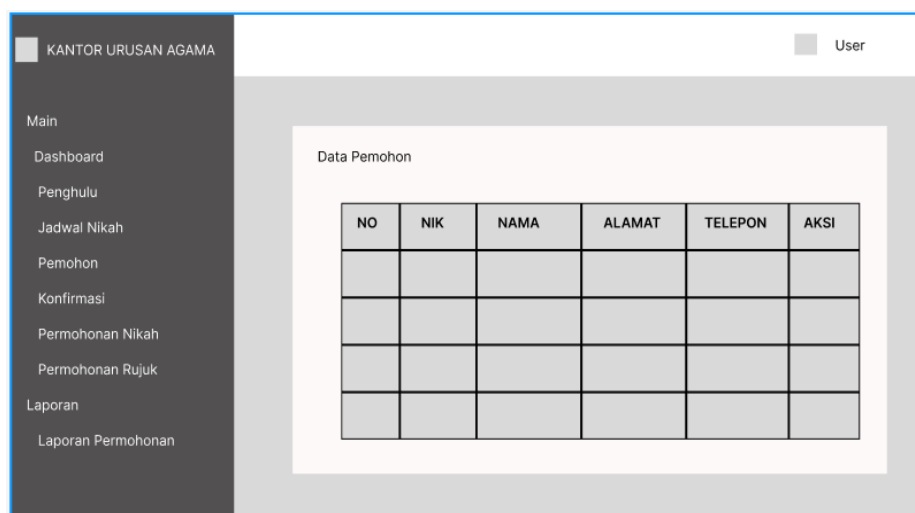 KANTOR URUSAN AGAMA
User
Main
Dashboard
Penghulu
Jadwal Nikah
Pemohon
Konfirmasi
Permohonan Nikah
Permohonan Rujuk
Laporan
Laporan Permohonan
Data Pemohon
NO NIK NAMA ALAMAT TELEPON AKSI